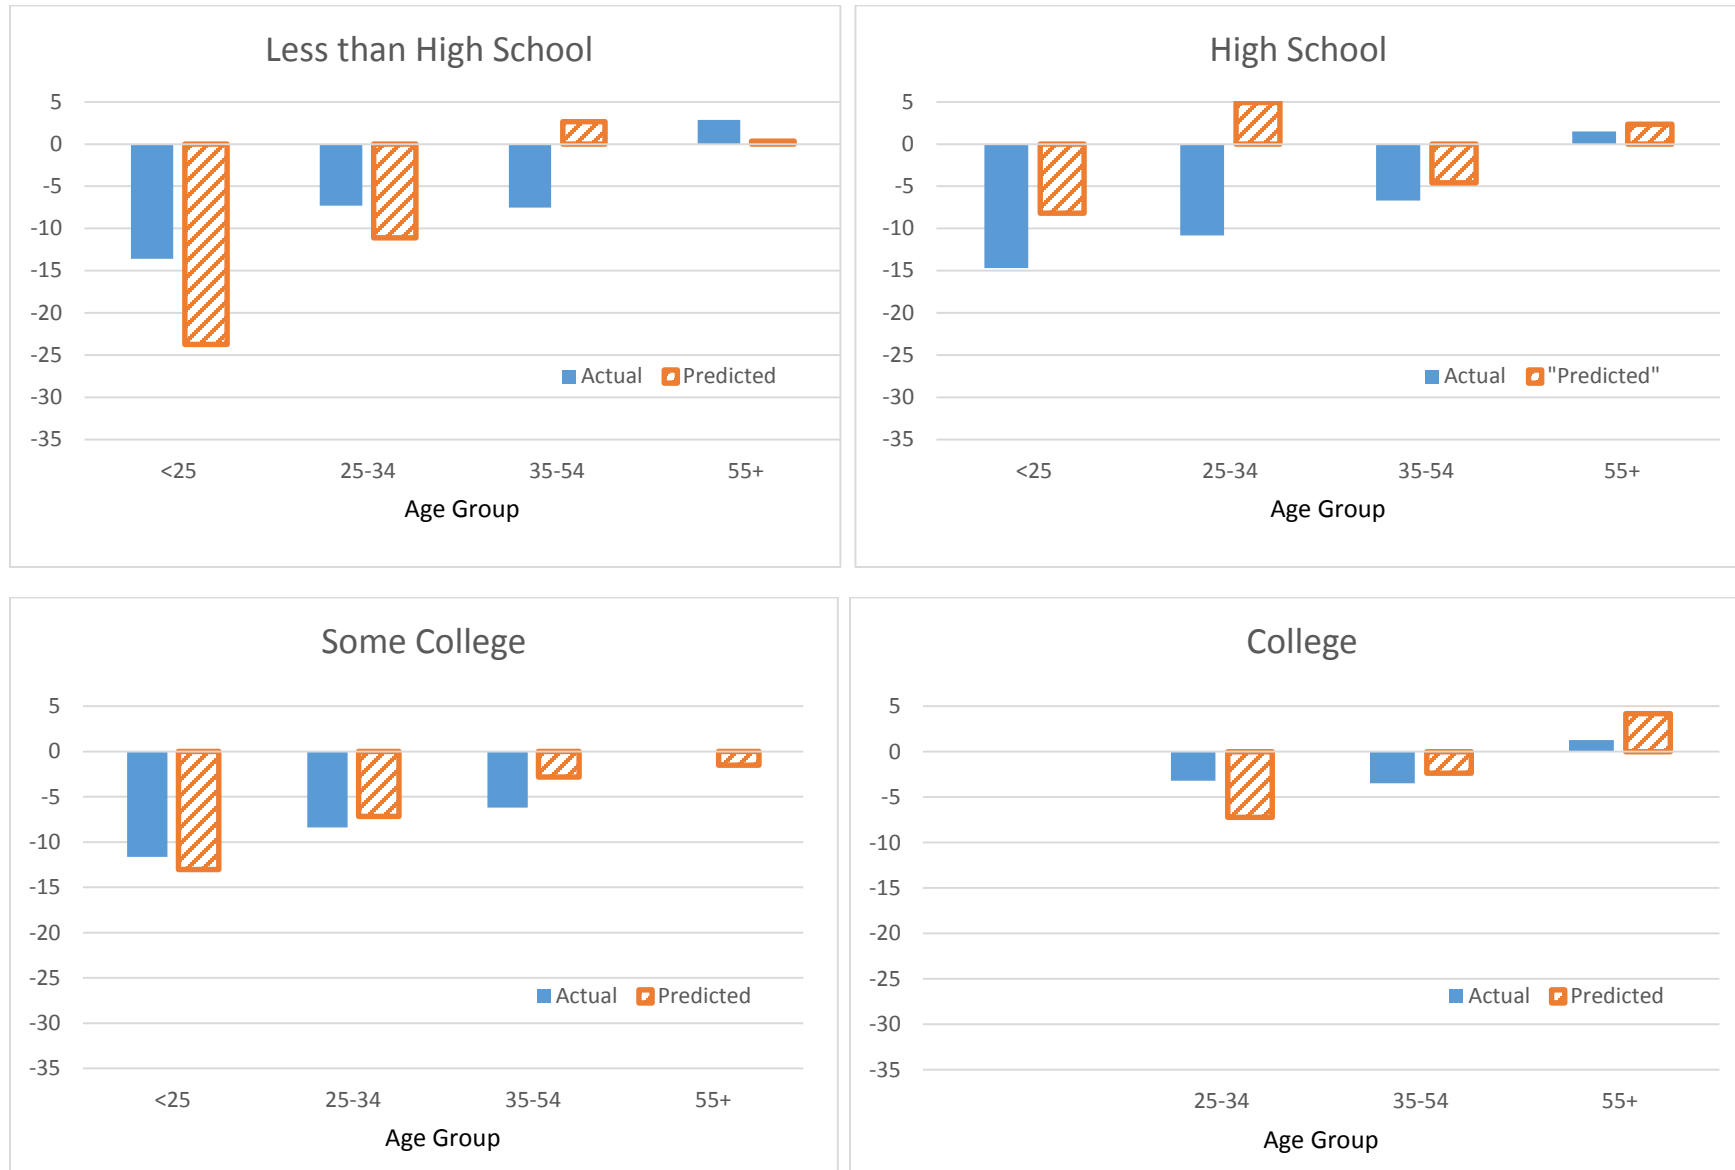 Less than High School
5
0
-5
-10
-15
-20
-25
-30
-35
Actual Predicted
<25 25-34 35-54 55+
Age Group
High School
5
0
-5
-10
-15
-20
-25
-30
-35
Actual "Predicted"
<25 25-34 35-54 55+
Age Group
Some College
5
0
-5
-10
-15
-20
-25
-30
-35
Actual Predicted
<25 25-34 35-54 55+
Age Group
College
5
0
-5
-10
-15
-20
-25
-30
-35
Actual Predicted
25-34 35-54 55+
Age Group